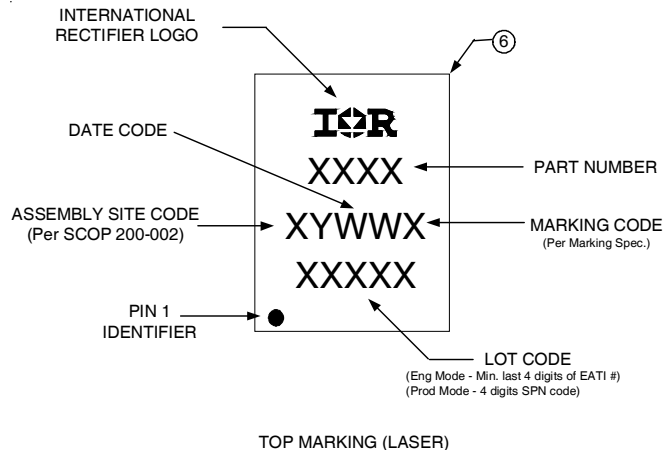 INTERNATIONAL
RECTIFIER LOGO
6
IOR
DATE CODE
XXXX
PART NUMBER
ASSEMBLY SITE CODE
(Per SCOP 200-002)
XYWWX
MARKING CODE
(Per Marking Spec.)
XXXXX
PIN 1
IDENTIFIER
LOT CODE
(Eng Mode - Min. last 4 digits of EATI #)
(Prod Mode - 4 digits SPN code)
TOP MARKING (LASER)